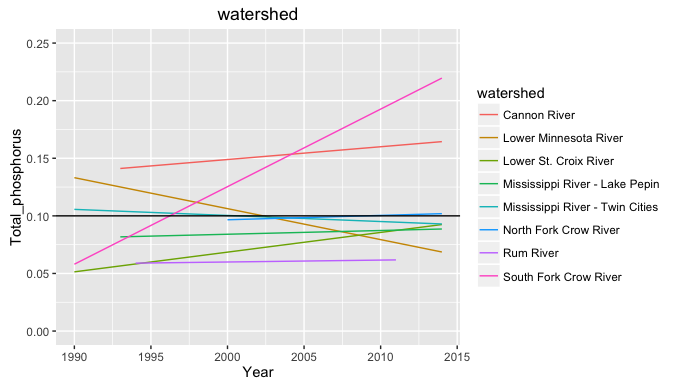 watershed
0.25
0.20
0.15
0.10
0.05
0.00
Total_phosphorus
1990 1995 2000 2005 2010 2015
Year
watershed
Cannon River
Lower Minnesota River
Lower St. Croix River
Mississippi River - Lake Pepin
Mississippi River - Twin Cities
North Fork Crow River
Rum River
South Fork Crow River